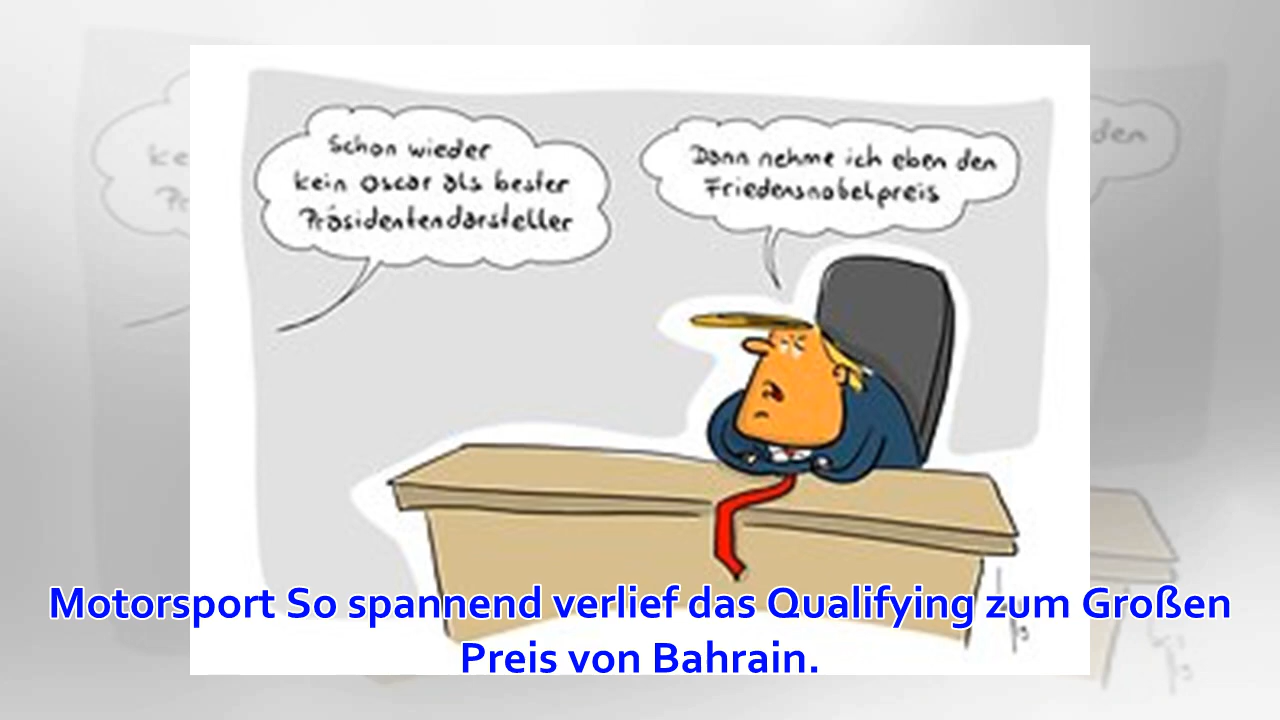 Schon wieder
kein Oscar als bester
Präsidentendarsteller
Dann nehme ich eben den
Friedensnobelpreis
Motorsport So spannend verlief das Qualifying zum Großen
Preis von Bahrain.